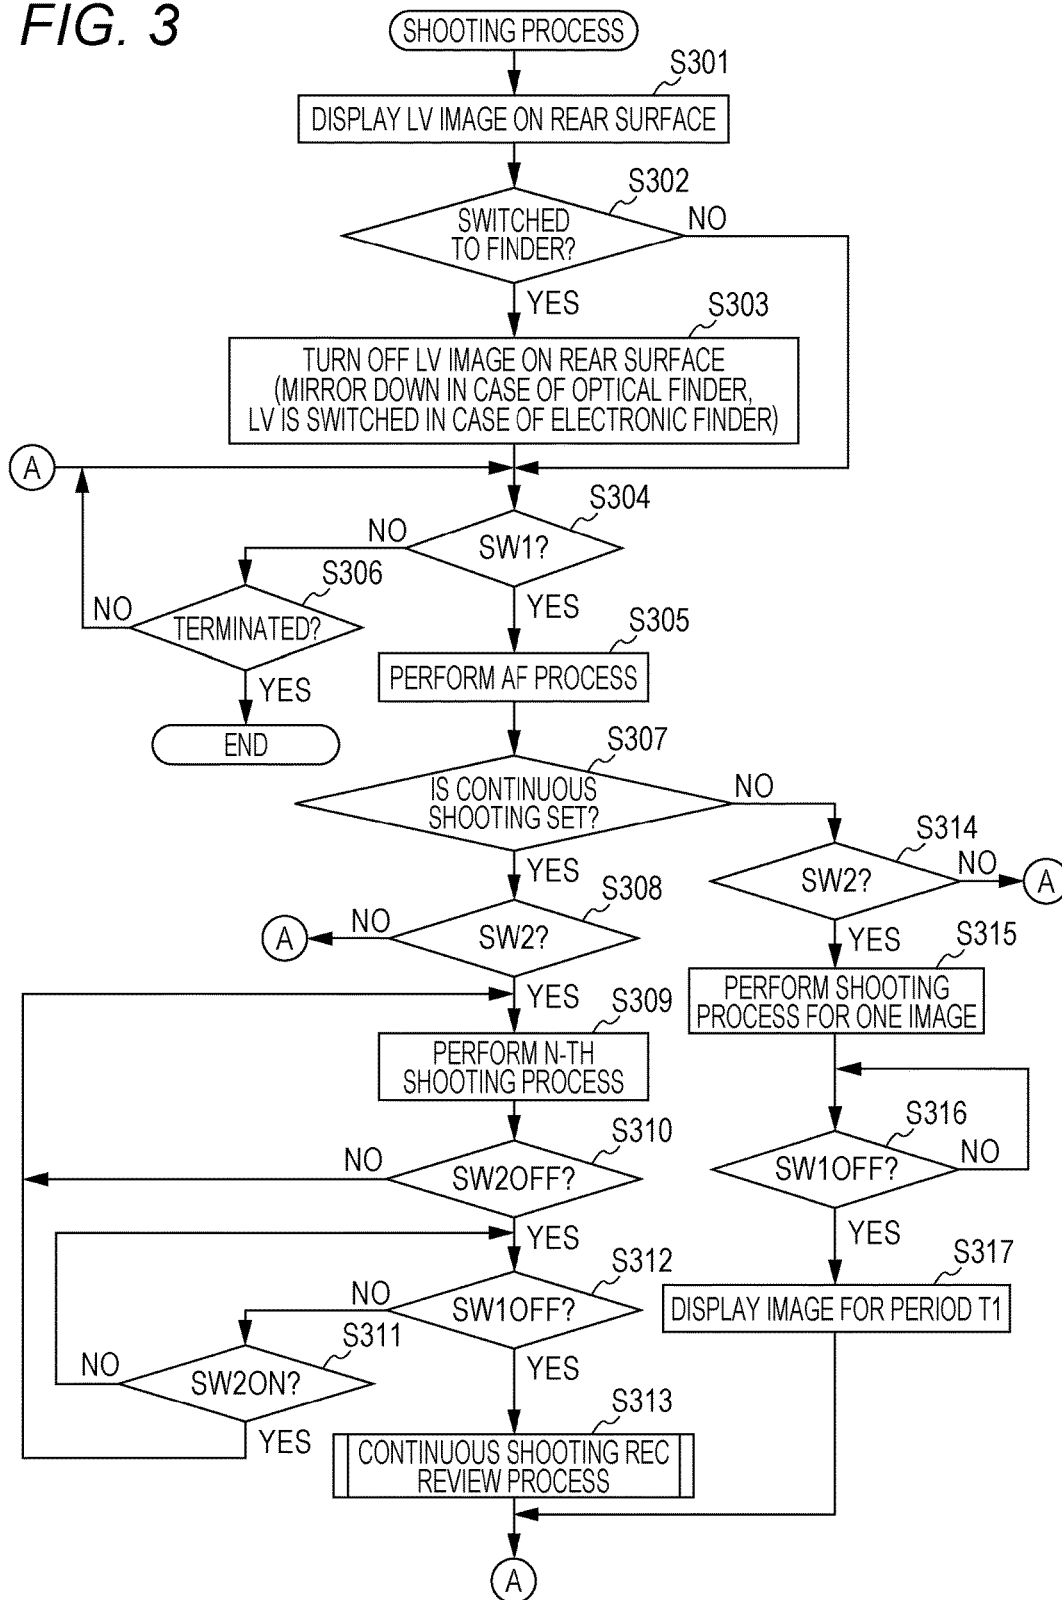 FIG. 3
SHOOTING PROCESS
S301
DISPLAY LV IMAGE ON REAR SURFACE
S302
SWITCHED
TO FINDER?
NO
YES
S303
TURN OFF LV IMAGE ON REAR SURFACE
(MIRROR DOWN IN CASE OF OPTICAL FINDER,
LV IS SWITCHED IN CASE OF ELECTRONIC FINDER)
A
S304
SW1?
NO
YES
S306
TERMINATED?
NO
YES
END
S305
PERFORM AF PROCESS
S307
IS CONTINUOUS
SHOOTING SET?
NO
YES
S308
SW2?
NO
A
YES
S314
SW2?
NO
A
YES
S309
PERFORM N-TH
SHOOTING PROCESS
S315
PERFORM SHOOTING
PROCESS FOR ONE IMAGE
S310
SW2OFF?
NO
YES
S316
SW1OFF?
NO
YES
S312
SW1OFF?
NO
YES
S311
SW2ON?
NO
YES
S317
DISPLAY IMAGE FOR PERIOD T1
S313
CONTINUOUS SHOOTING REC
REVIEW PROCESS
A